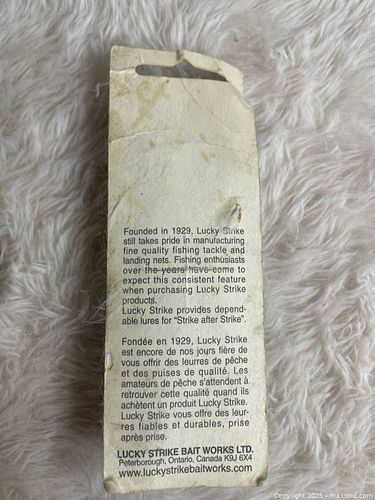 Founded in 1929, Lucky Strike
still takes pride in manufacturing
fine quality fishing tackle and
landing nets. Fishing enthusiasts
over the years have come to
expect this consistent feature
when purchasing Lucky Strike
products.
Lucky Strike provides depend-
able lures for "Strike after Strike".
Fondée en 1929, Lucky Strike
est encore de nos jours fière de
vous offrir des leurres de pêche
et des puises de qualité. Les
amateurs de pêche s'attendent à
retrouver cette qualité quand ils
achètent un produit Lucky Strike.
Lucky Strike vous offre des leur-
res fiables et durables, prise
après prise.
LUCKY STRIKE BAIT WORKS LTD.
Peterborough, Ontario, Canada K9J 6X4
www.luckystrikebaitworks.com
Copyright 2025 - maxsold.com